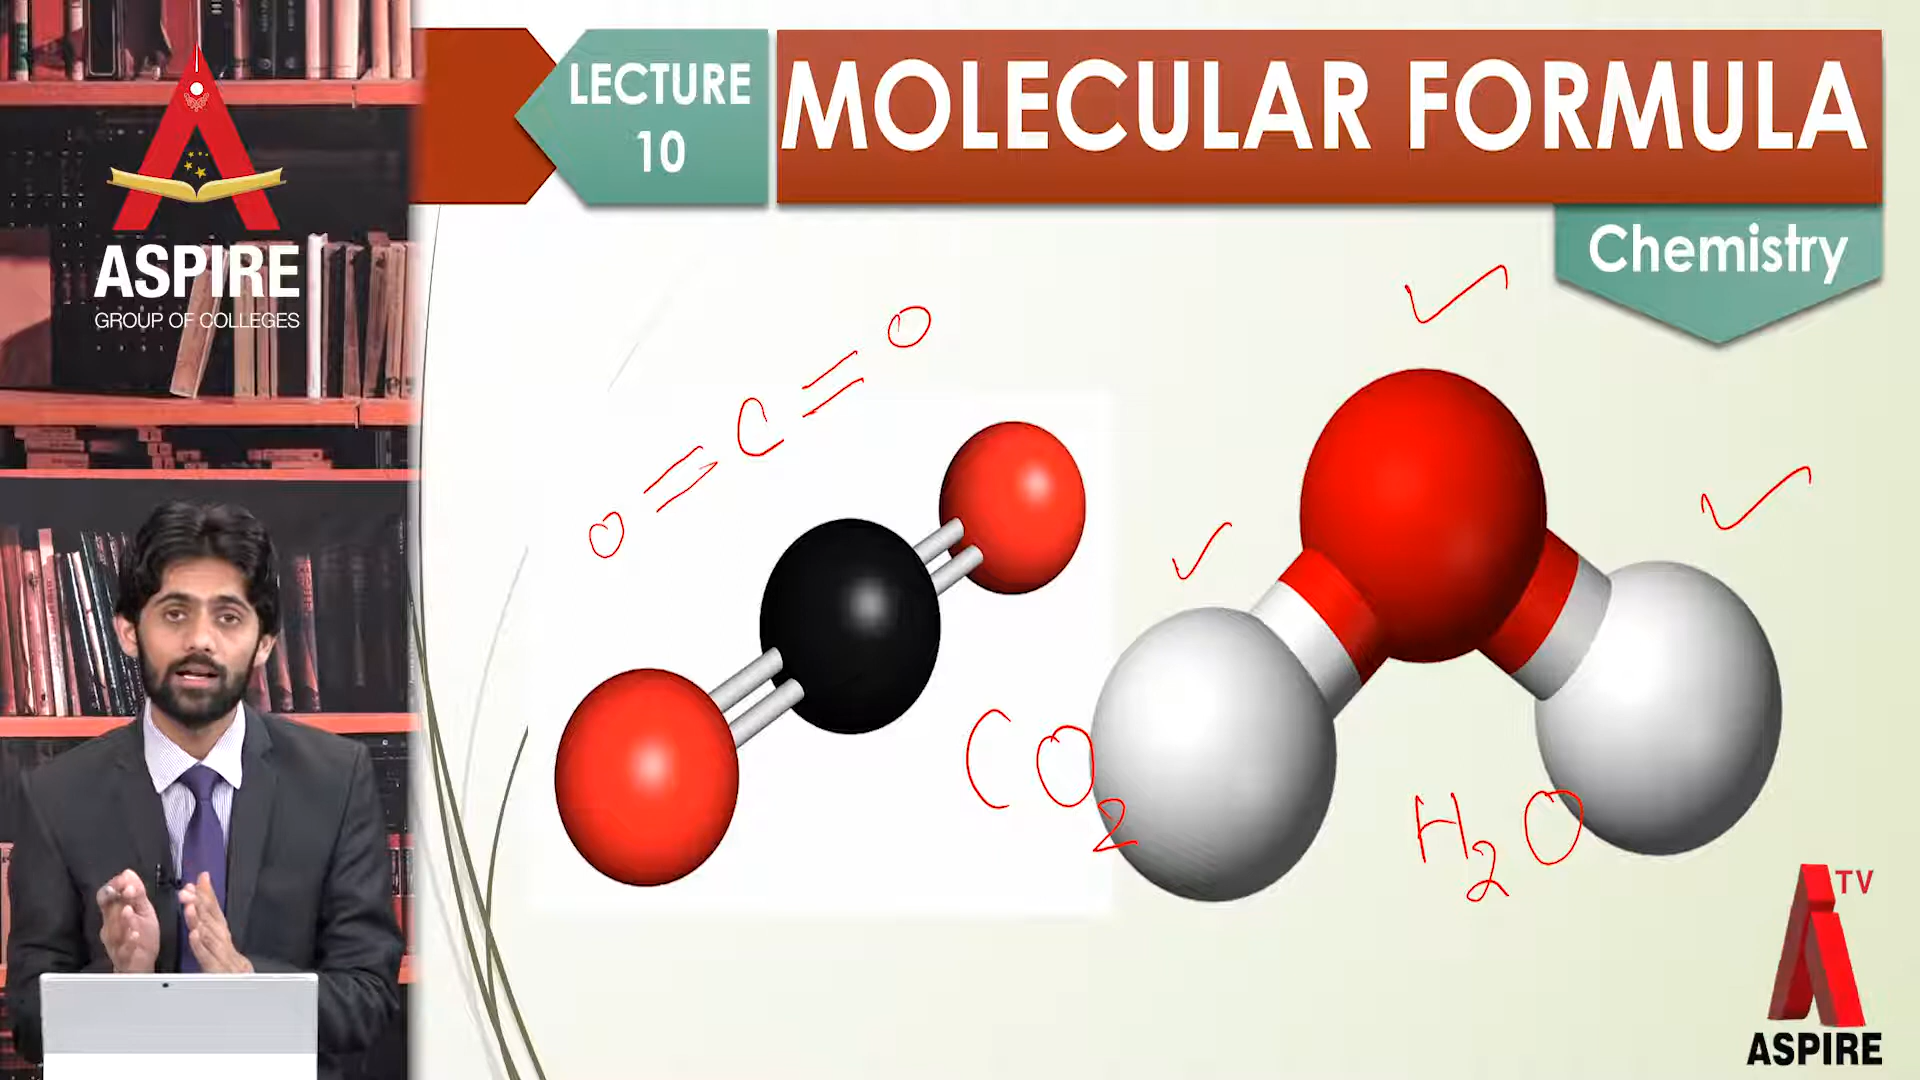 ASPIRE
GROUP OF COLLEGES
LECTURE
10
MOLECULAR FORMULA
Chemistry
O=C=O
CO₂
H₂O
TV
ASPIRE